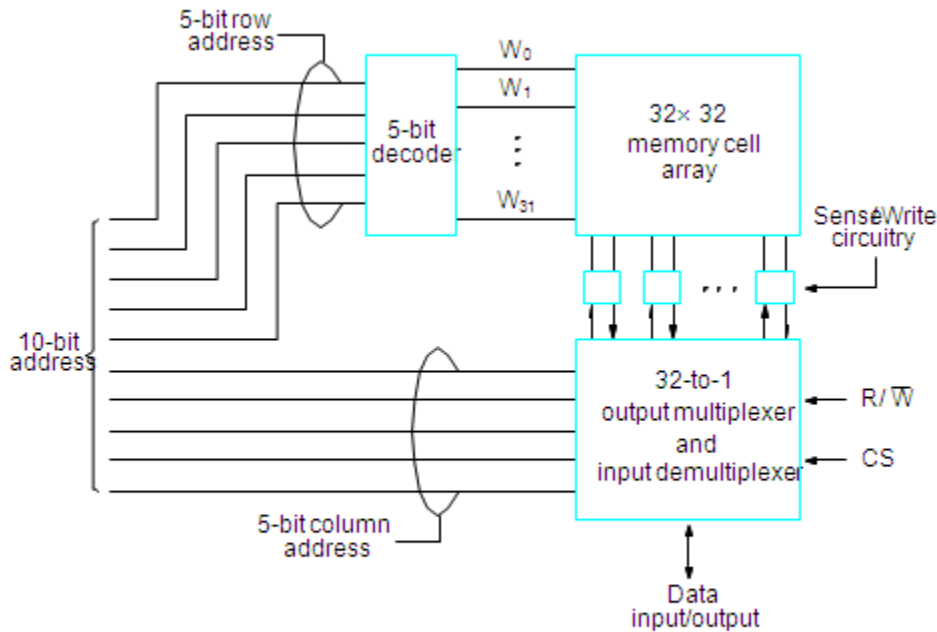 5-bit row
address
W0
W1
5-bit
decoder
32× 32
memory cell
array
W31
Sense/Write
circuitry
10-bit
address
32-to-1
output multiplexer
and
input demultiplexer
R/ W̅
CS
5-bit column
address
Data
input/output